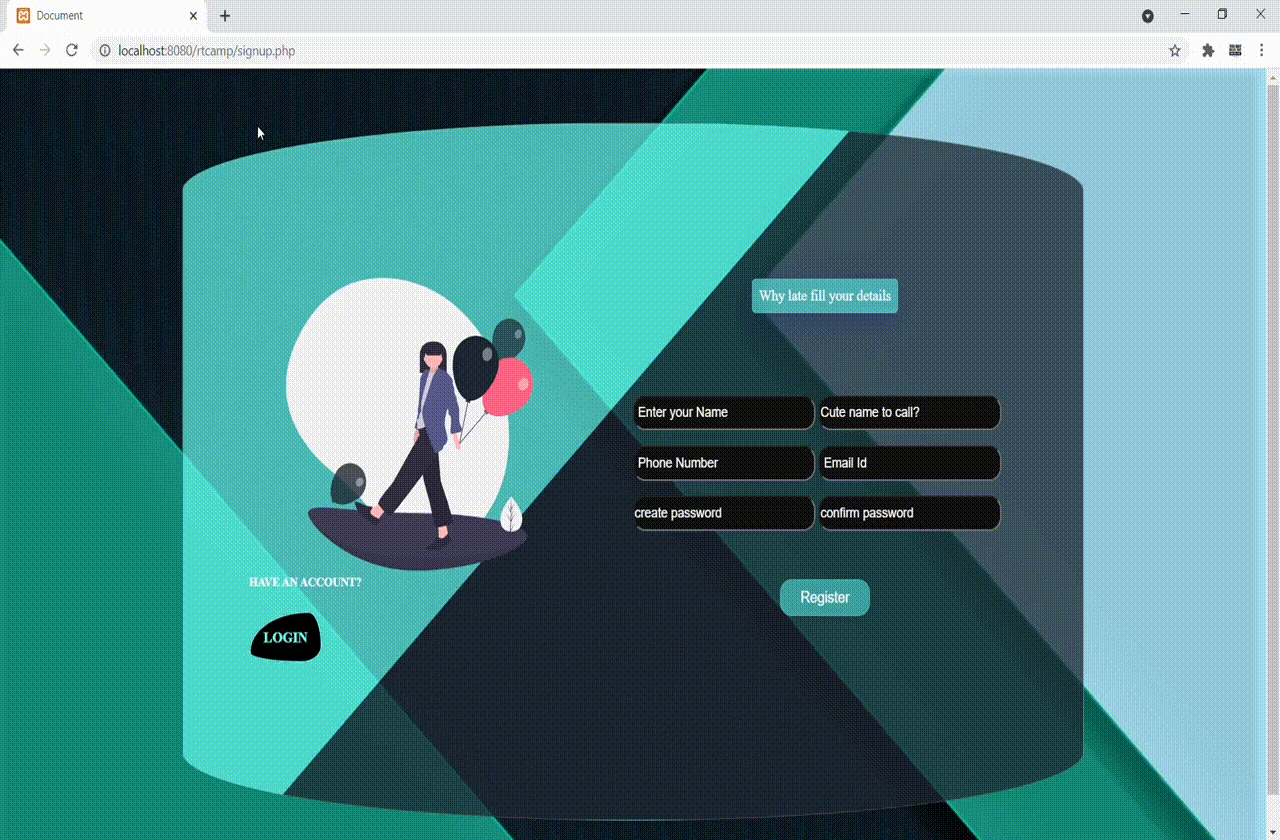 Document
localhost:8080/rtcamp/signup.php
Why late fill your details
Enter your Name
Cute name to call?
Phone Number
Email Id
create password
confirm password
HAVE AN ACCOUNT?
Register
LOGIN